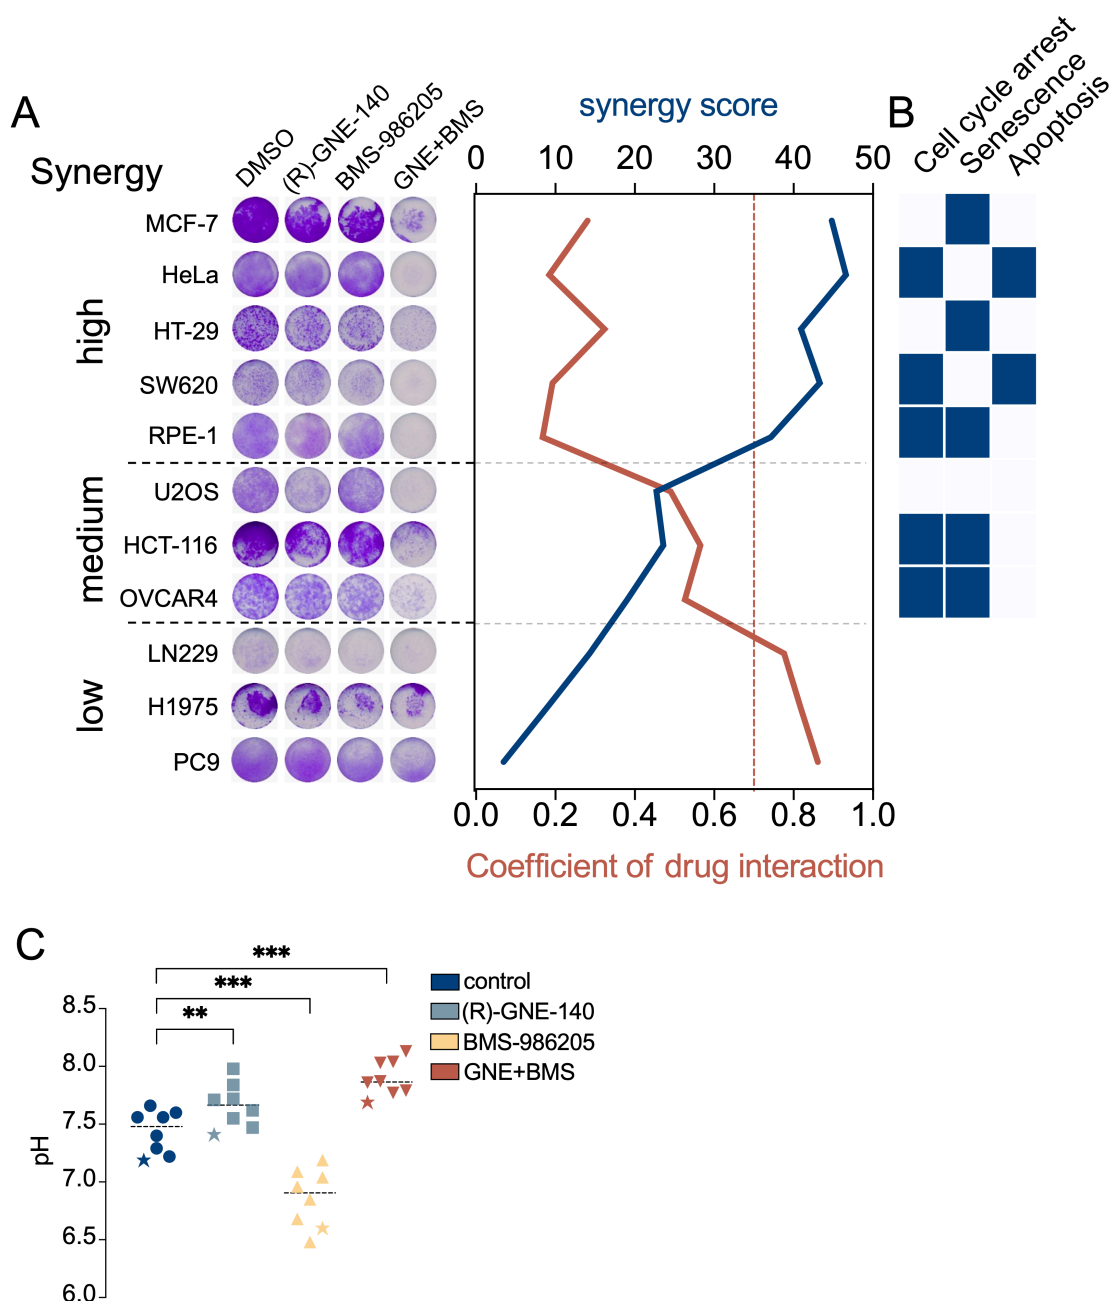 A
Synergy
DMSO
(R)-GNE-140
BMS-986205
GNE+BMS
synergy score
0 10 20 30 40 50
B
Cell cycle arrest
Senescence
Apoptosis
high
MCF-7
HeLa
HT-29
SW620
RPE-1
medium
U2OS
HCT-116
OVCAR4
low
LN229
H1975
PC9
0.0 0.2 0.4 0.6 0.8 1.0
Coefficient of drug interaction
C
***
***
**
control
(R)-GNE-140
BMS-986205
GNE+BMS
pH
8.5
8.0
7.5
7.0
6.5
6.0